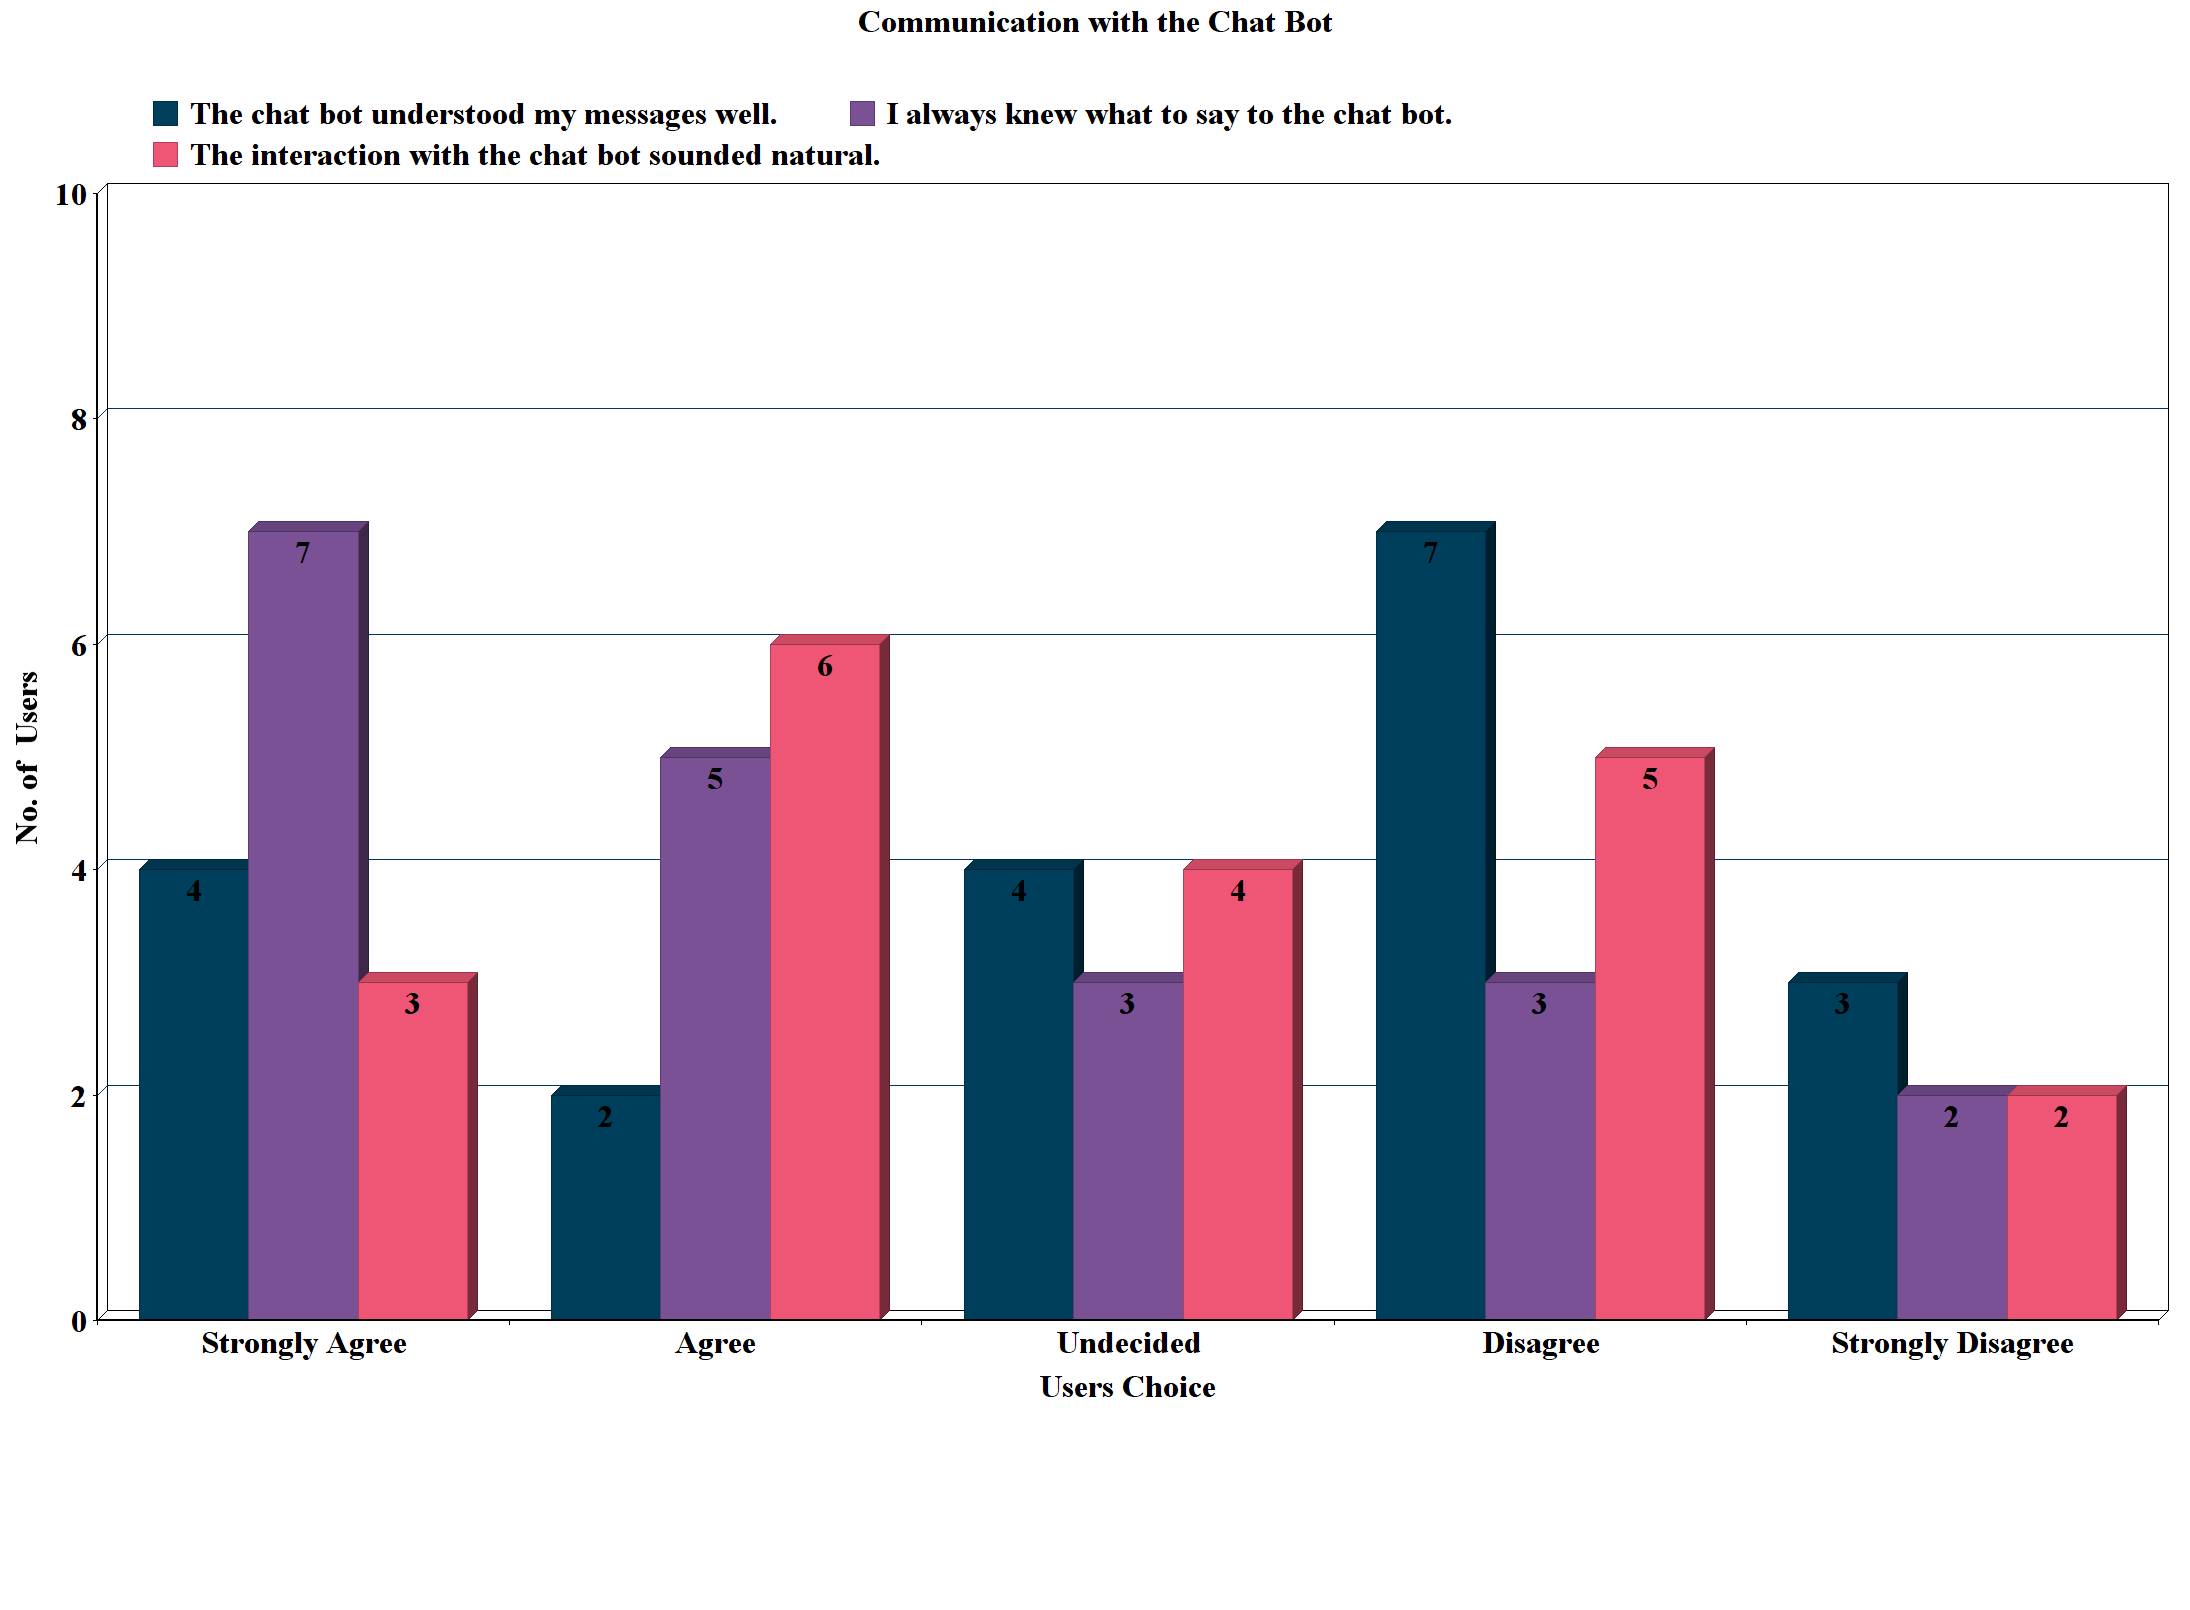 Communication with the Chat Bot
The chat bot understood my messages well. I always knew what to say to the chat bot.
The interaction with the chat bot sounded natural.
10
8
6
4
2
0
No. of Users
4 7 3
2 5 6
4 3 4
7 3 5
3 2 2
Strongly Agree Agree Undecided Disagree Strongly Disagree
Users Choice